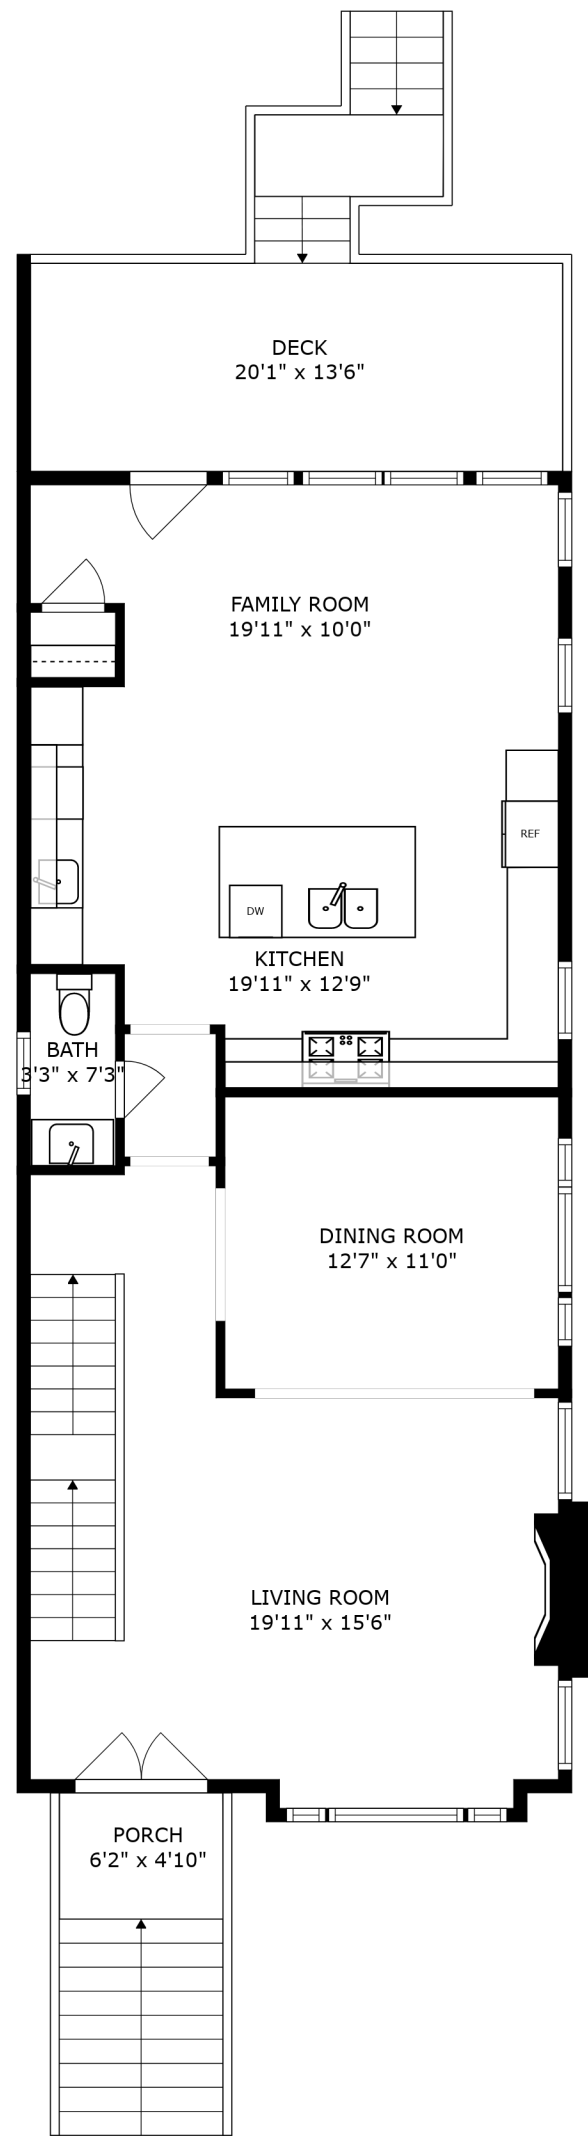 DECK
20'1" x 13'6"
FAMILY ROOM
19'11" x 10'0"
REF
DW
KITCHEN
19'11" x 12'9"
BATH
3'3" x 7'3"
DINING ROOM
12'7" x 11'0"
LIVING ROOM
19'11" x 15'6"
PORCH
6'2" x 4'10"